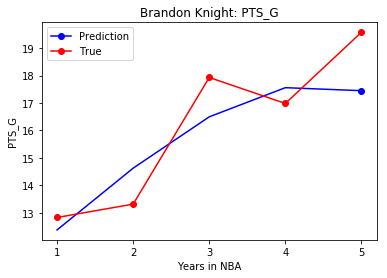 Brandon Knight: PTS_G
Prediction
True
PTS_G
19
18
17
16
15
14
13
1 2 3 4 5
Years in NBA